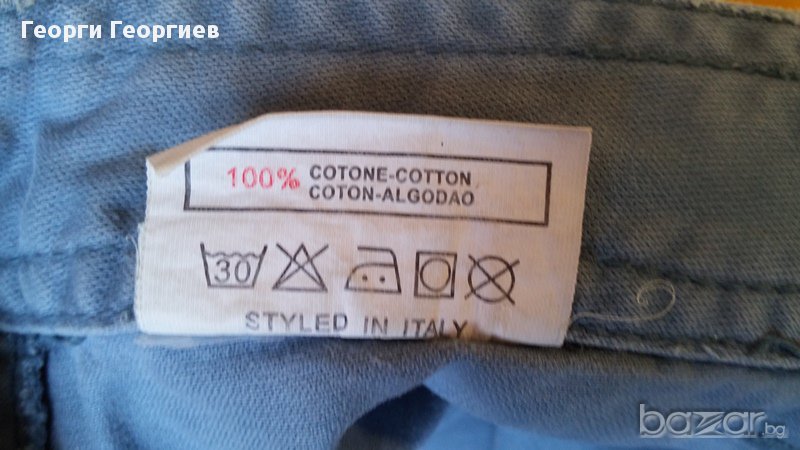 Георги Георгиев
100% COTONE-COTTON
COTON-ALGODAO
30
STYLED IN ITALY
bazar.bg